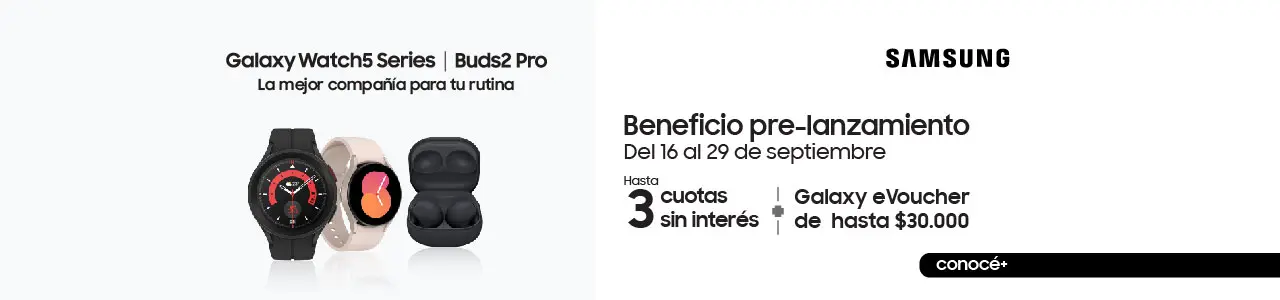 Galaxy Watch5 Series | Buds2 Pro
La mejor compañía para tu rutina
SAMSUNG
Beneficio pre-lanzamiento
Del 16 al 29 de septiembre
Hasta
3 cuotas
sin interés
Galaxy eVoucher
de hasta $30.000
conocé+